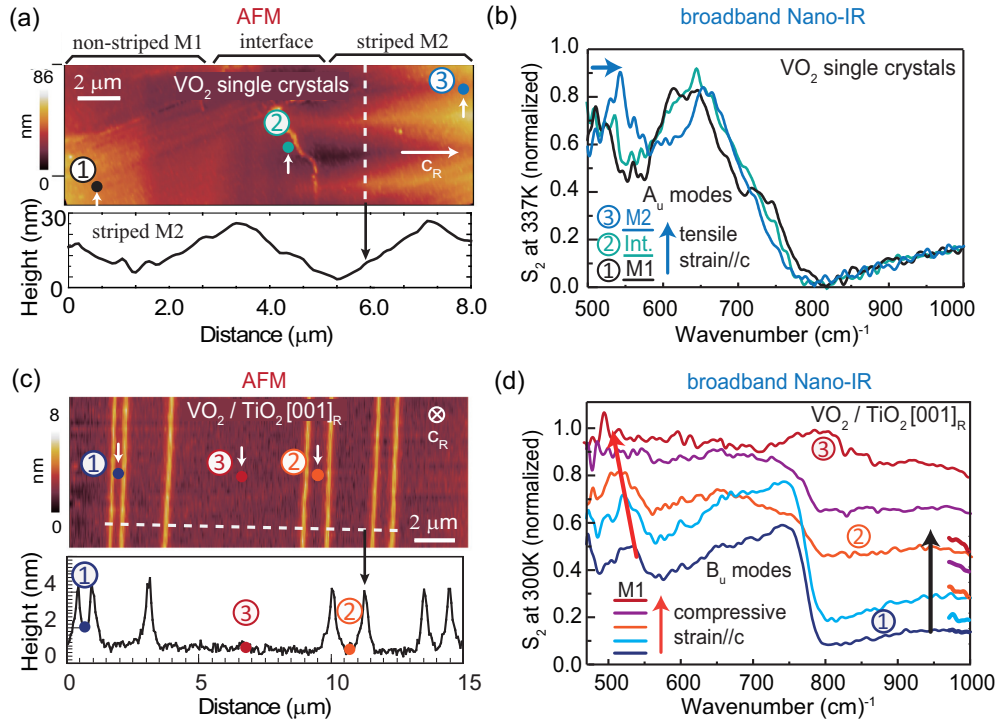 (a)
AFM
non-striped M1
interface
striped M2
86
nm
0
2 μm
VO2 single crystals
1
2
3
cR
Height (nm)
30
0
striped M2
0
2.0
4.0
6.0
8.0
Distance (μm)
(b)
broadband Nano-IR
S2 at 337K (normalized)
1.0
0.8
0.6
0.4
0.2
0.0
VO2 single crystals
Au modes
3 M2
2 Int.
1 M1
tensile
strain//c
500
600
700
800
900
1000
Wavenumber (cm)-1
(c)
AFM
8
nm
0
VO2 / TiO2 [001]R
⊗
cR
1
3
2
2 μm
Height (nm)
4
2
0
1
3
2
0
5
10
15
Distance (μm)
(d)
broadband Nano-IR
S2 at 300K (normalized)
1.0
0.8
0.6
0.4
0.2
0.0
VO2 / TiO2 [001]R
3
2
1
Bu modes
M1
compressive
strain//c
500
600
700
800
900
1000
Wavenumber (cm)-1